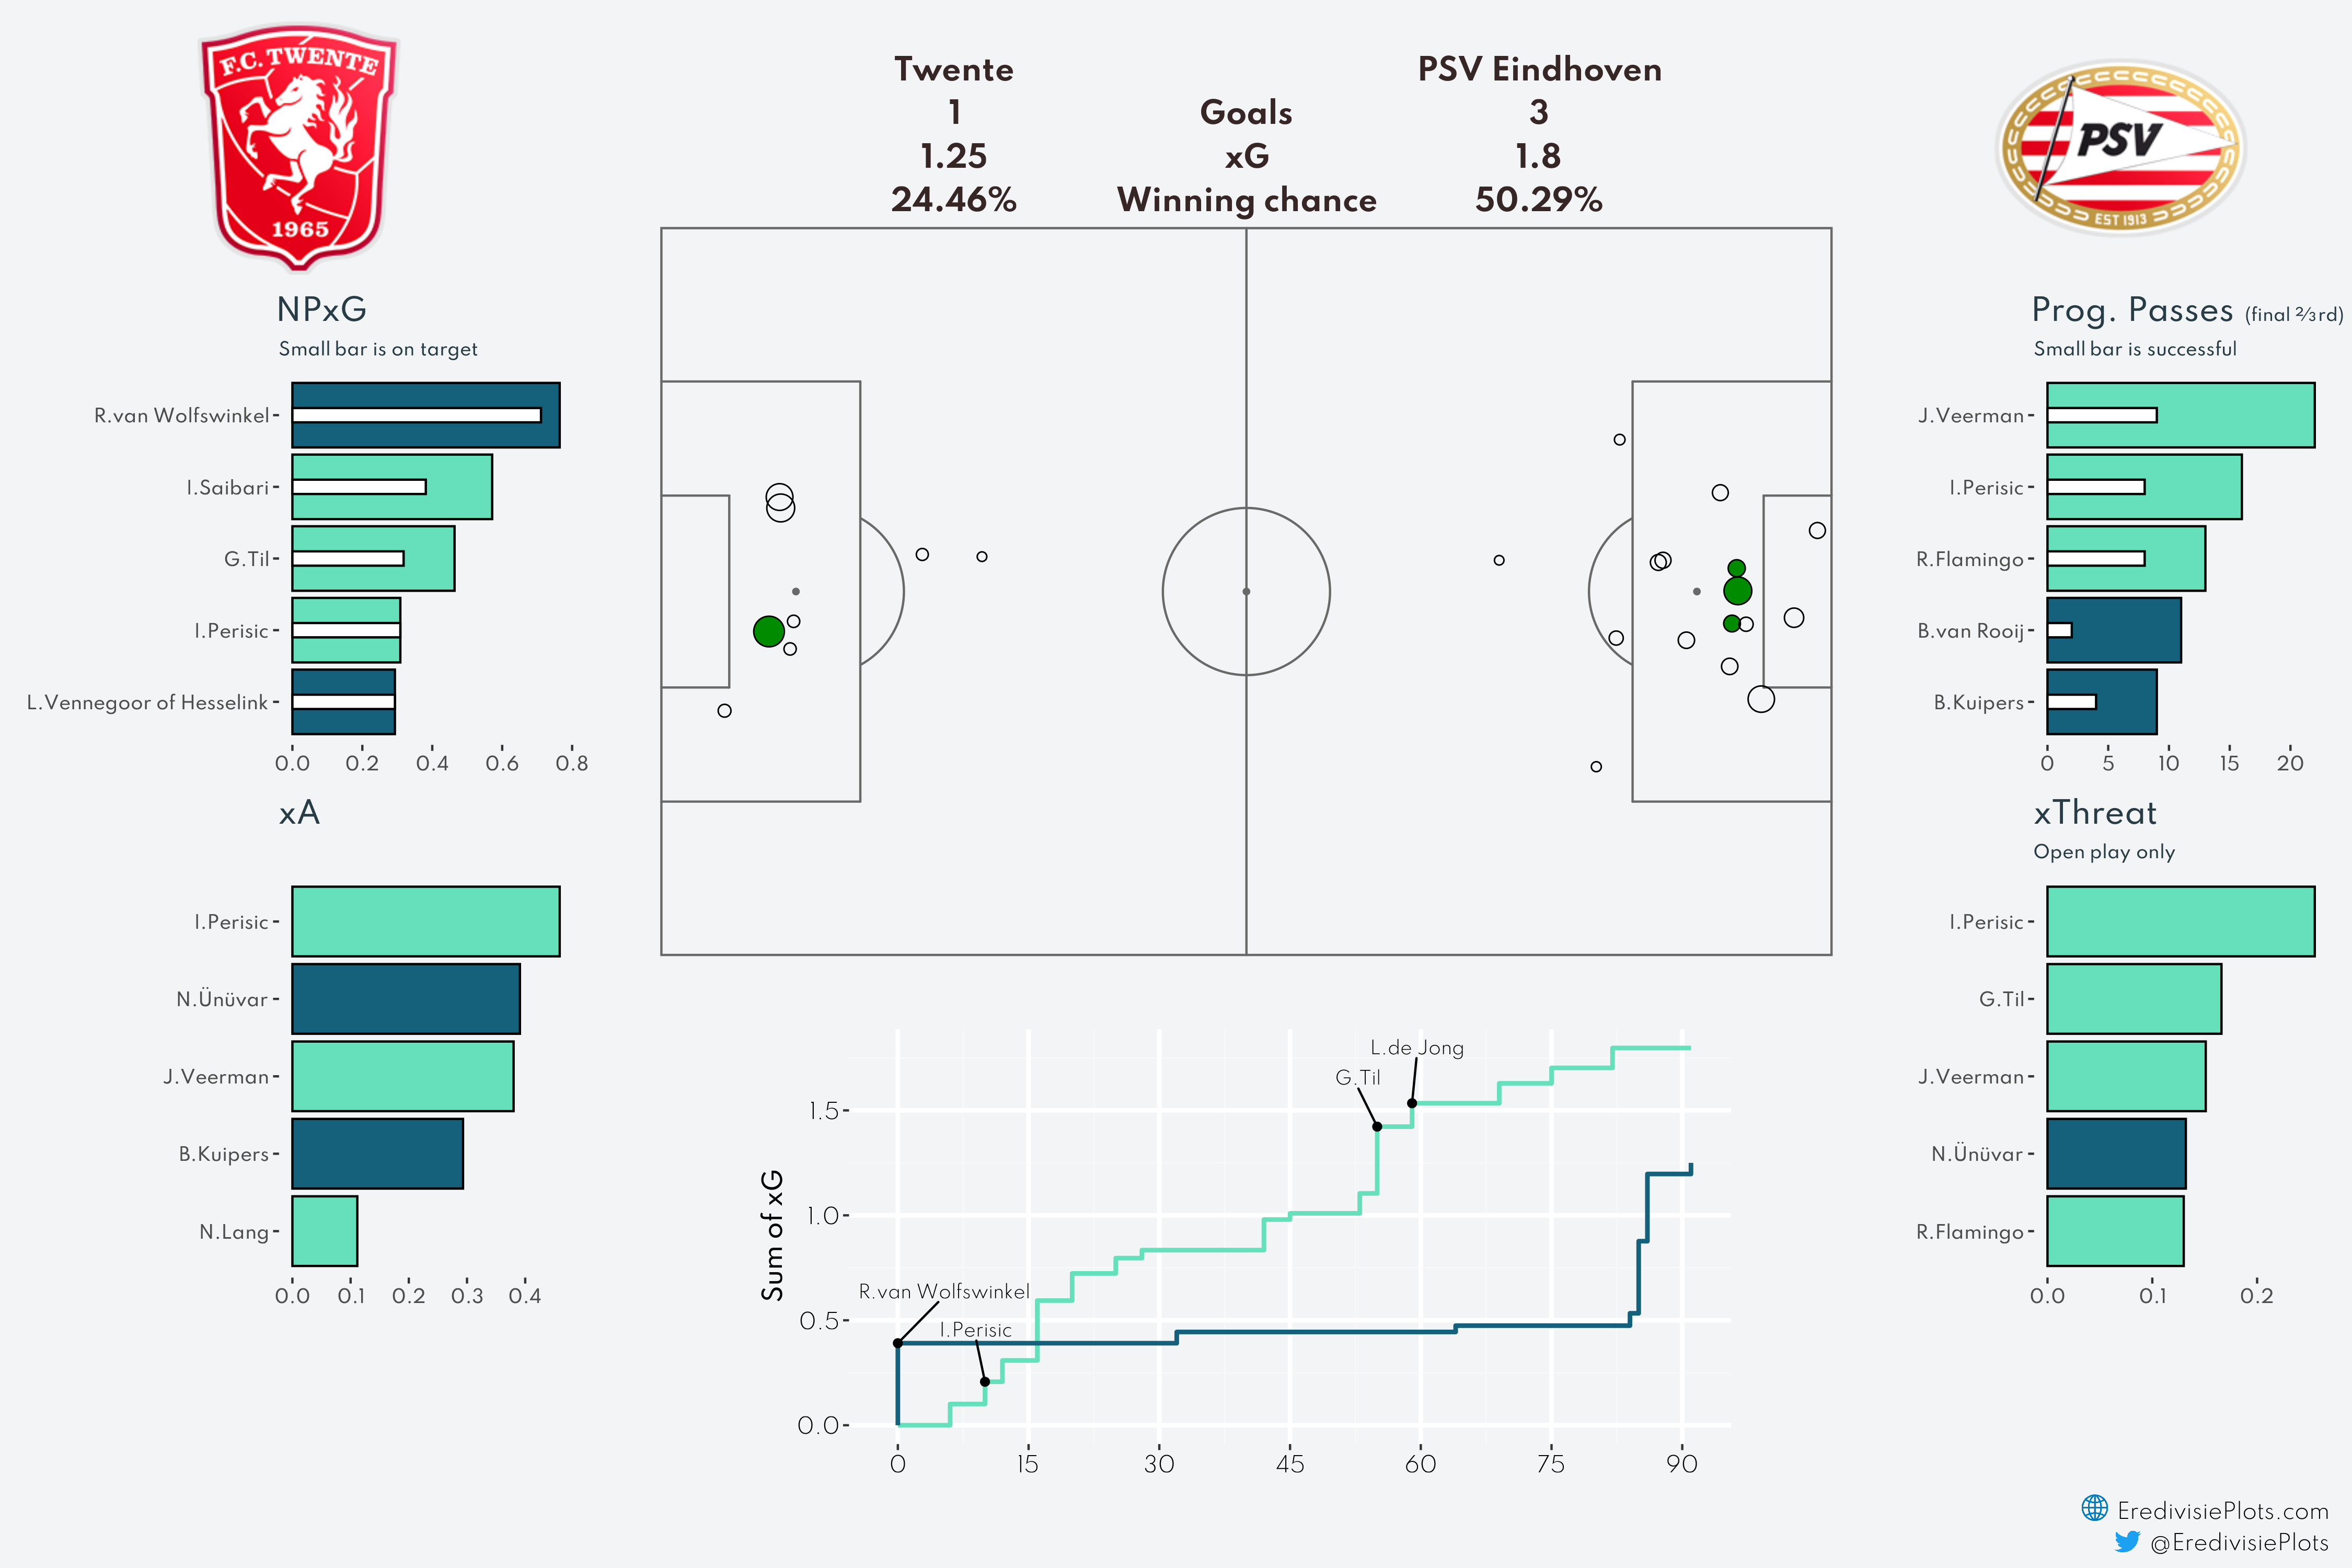 F.C. TWENTE
1965
Twente
PSV Eindhoven
1
Goals
3
1.25
xG
1.8
24.46%
Winning chance
50.29%
PSV
EST 1913
NPxG
Small bar is on target
R.van Wolfswinkel
I.Saibari
G.Til
I.Perisic
L.Vennegoor of Hesselink
0.0 0.2 0.4 0.6 0.8
xA
I.Perisic
N.Ünüvar
J.Veerman
B.Kuipers
N.Lang
0.0 0.1 0.2 0.3 0.4
Sum of xG
1.5
1.0
0.5
0.0
R.van Wolfswinkel
I.Perisic
G.Til
L.de Jong
0 15 30 45 60 75 90
Prog. Passes (final ⅔rd)
Small bar is successful
J.Veerman
I.Perisic
R.Flamingo
B.van Rooij
B.Kuipers
0 5 10 15 20
xThreat
Open play only
I.Perisic
G.Til
J.Veerman
N.Ünüvar
R.Flamingo
0.0 0.1 0.2
EredivisiePlots.com
@EredivisiePlots